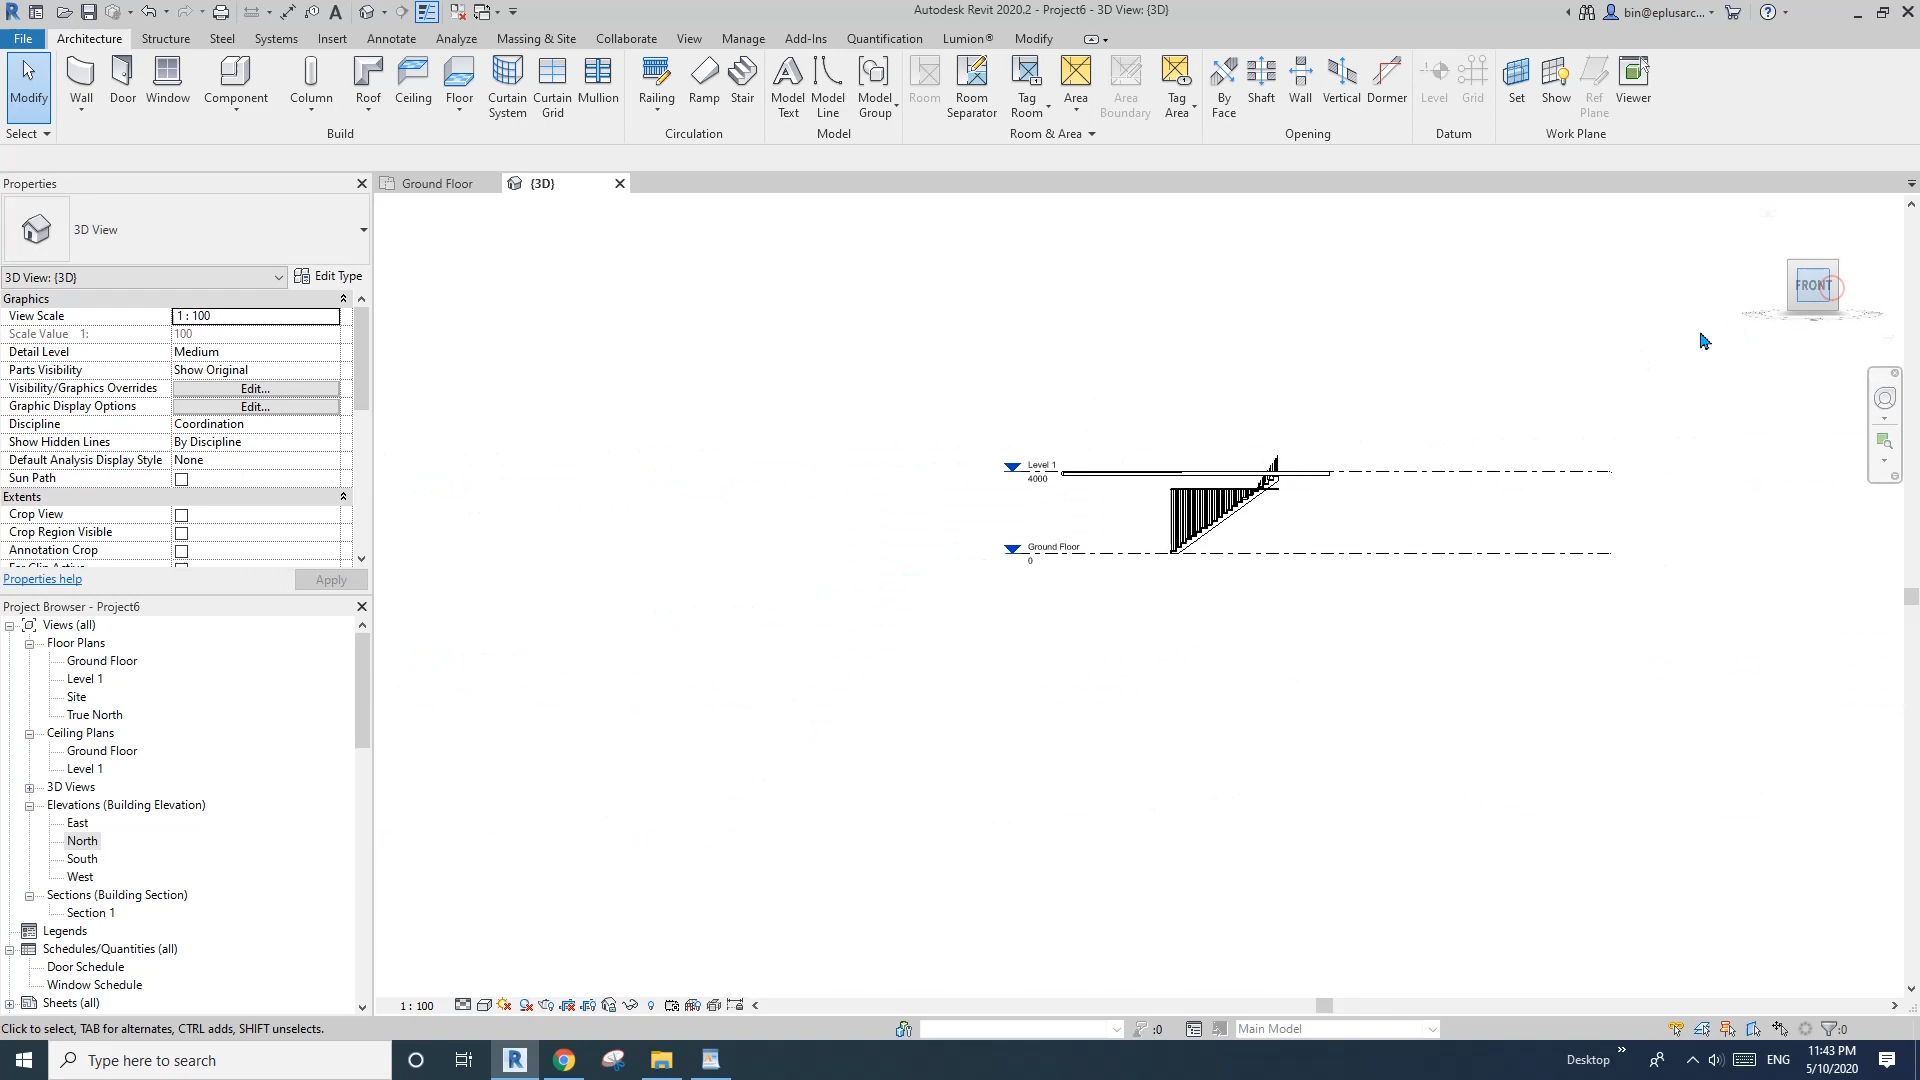 Autodesk Revit 2020.2 - Project6 - 3D View: {3D}
bin@eplusarc...
File Architecture Structure Steel Systems Insert Annotate Analyze Massing & Site Collaborate View Manage Add-Ins Quantification Lumion® Modify
Modify Wall Door Window Component Column Roof Ceiling Floor Curtain System Curtain Grid Mullion Railing Ramp Stair Model Text Model Line Model Group Room Room Separator Tag Room Area Area Boundary Tag Area By Face Shaft Wall Vertical Dormer Level Grid Set Show Ref Plane Viewer
Select Build Circulation Model Room & Area Opening Datum Work Plane
Properties
Ground Floor {3D}
3D View
3D View: {3D} Edit Type
Graphics
View Scale 1 : 100
Scale Value 1: 100
Detail Level Medium
Parts Visibility Show Original
Visibility/Graphics Overrides Edit...
Graphic Display Options Edit...
Discipline Coordination
Show Hidden Lines By Discipline
Default Analysis Display Style None
Sun Path
Extents
Crop View
Crop Region Visible
Annotation Crop
Properties help Apply
FRONT
Level 1
4000
Ground Floor
0
Project Browser - Project6
Views (all)
Floor Plans
Ground Floor
Level 1
Site
True North
Ceiling Plans
Ground Floor
Level 1
3D Views
Elevations (Building Elevation)
East
North
South
West
Sections (Building Section)
Section 1
Legends
Schedules/Quantities (all)
Door Schedule
Window Schedule
Sheets (all)
1 : 100
Click to select, TAB for alternates, CTRL adds, SHIFT unselects.
:0 Main Model :0
Type here to search
Desktop ENG
11:43 PM
5/10/2020